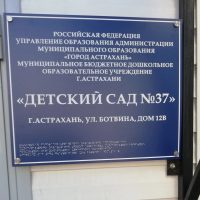 РОССИЙСКАЯ ФЕДЕРАЦИЯ
УПРАВЛЕНИЕ ОБРАЗОВАНИЯ АДМИНИСТРАЦИИ
МУНИЦИПАЛЬНОГО ОБРАЗОВАНИЯ
«ГОРОД АСТРАХАНЬ»
МУНИЦИПАЛЬНОЕ БЮДЖЕТНОЕ ДОШКОЛЬНОЕ
ОБРАЗОВАТЕЛЬНОЕ УЧРЕЖДЕНИЕ
Г.АСТРАХАНИ
«ДЕТСКИЙ САД №37»
Г.АСТРАХАНЬ, УЛ. БОТВИНА, ДОМ 12В